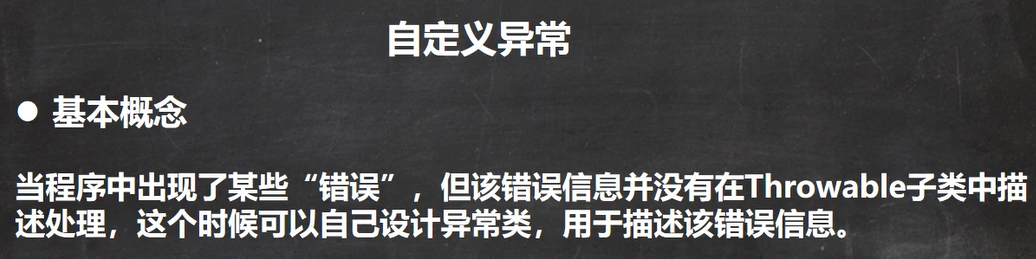 自定义异常
● 基本概念
当程序中出现了某些“错误”，但该错误信息并没有在Throwable子类中描
述处理，这个时候可以自己设计异常类，用于描述该错误信息。